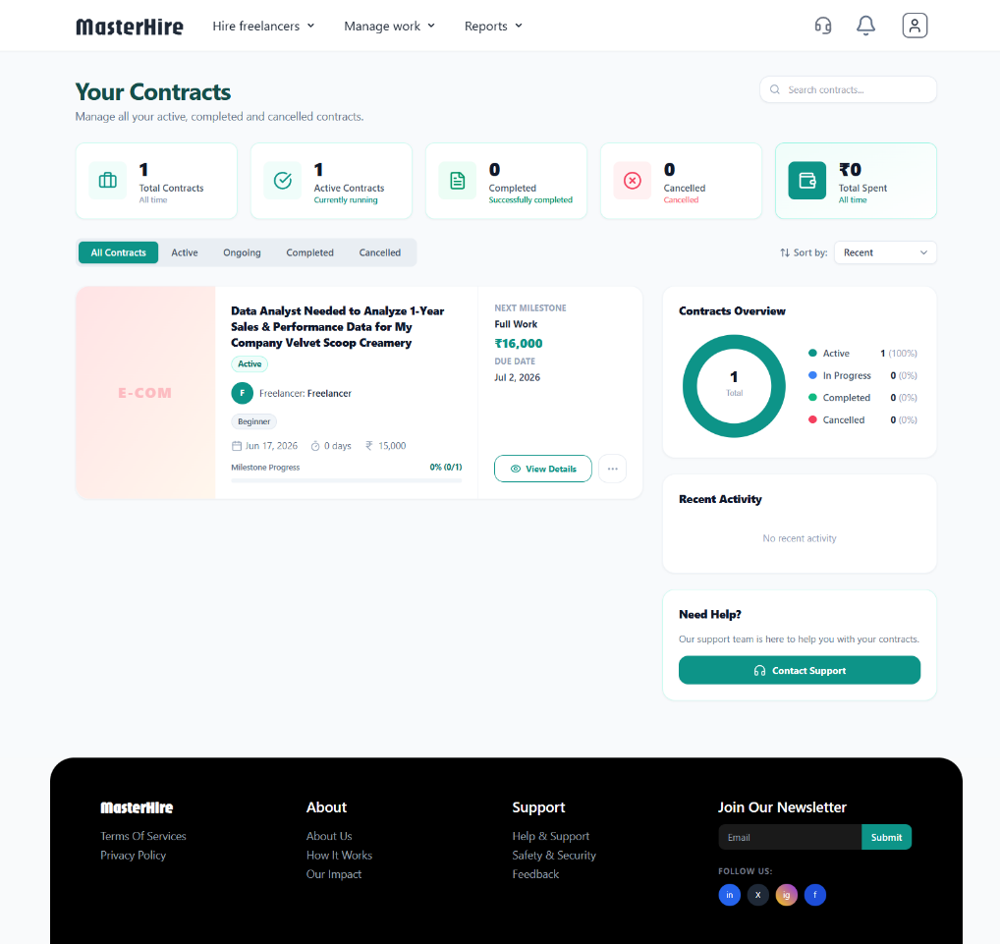 MasterHire
Hire freelancers
Manage work
Reports
Your Contracts
Manage all your active, completed and cancelled contracts.
Search contracts...
1
Total Contracts
All time
1
Active Contracts
Currently running
0
Completed
Successfully completed
0
Cancelled
Cancelled
₹0
Total Spent
All time
All Contracts
Active
Ongoing
Completed
Cancelled
Sort by:
Recent
E-COM
Data Analyst Needed to Analyze 1-Year
Sales & Performance Data for My
Company Velvet Scoop Creamery
Active
F
Freelancer: Freelancer
Beginner
Jun 17, 2026
0 days
₹ 15,000
Milestone Progress
0% (0/1)
NEXT MILESTONE
Full Work
₹16,000
DUE DATE
Jul 2, 2026
View Details
Contracts Overview
1
Total
Active 1 (100%)
In Progress 0 (0%)
Completed 0 (0%)
Cancelled 0 (0%)
Recent Activity
No recent activity
Need Help?
Our support team is here to help you with your contracts.
Contact Support
MasterHire
Terms Of Services
Privacy Policy
About
About Us
How It Works
Our Impact
Support
Help & Support
Safety & Security
Feedback
Join Our Newsletter
Email
Submit
FOLLOW US:
in
X
ig
f